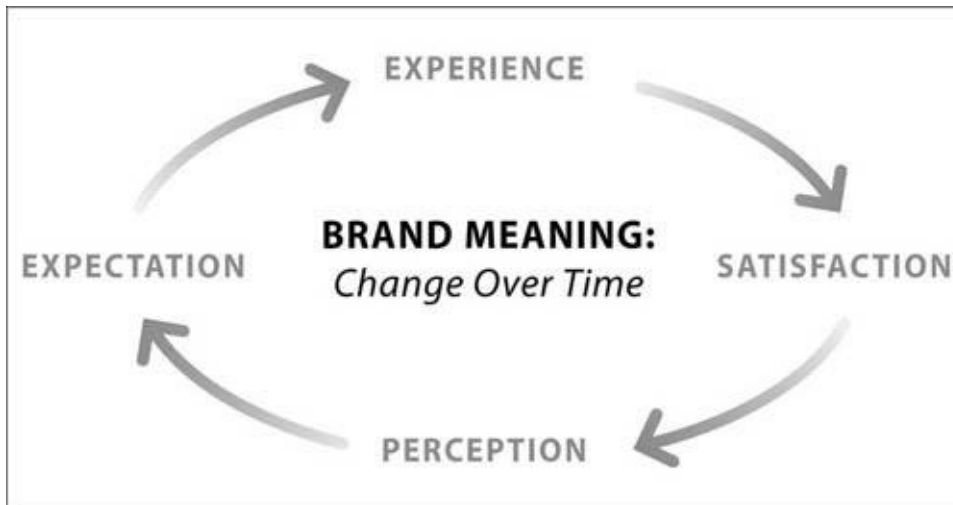 EXPERIENCE
BRAND MEANING:
Change Over Time
EXPECTATION
SATISFACTION
PERCEPTION